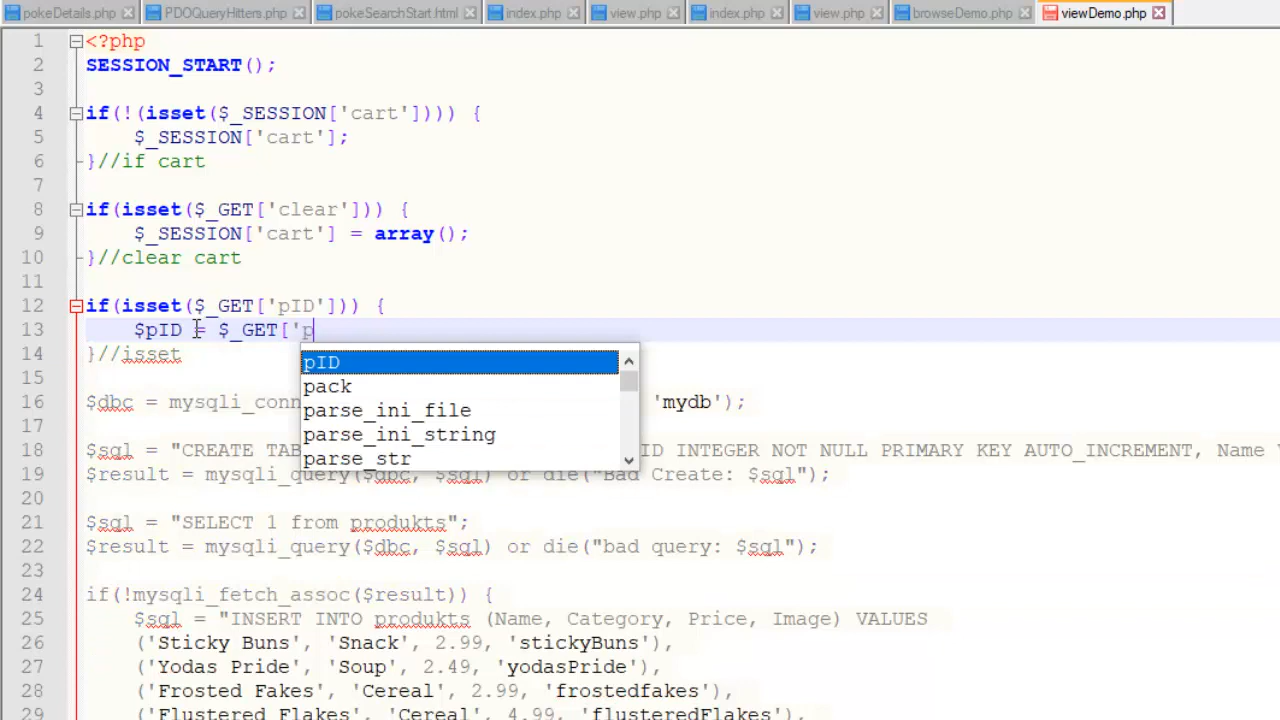 pokeDetails.php PDOQueryHitters.php pokeSearchStart.html index.php view.php index.php view.php browseDemo.php viewDemo.php
1 <?php
2 SESSION_START();
3
4 if(!(isset($_SESSION['cart']))) {
5 $_SESSION['cart'];
6 }//if cart
7
8 if(isset($_GET['clear'])) {
9 $_SESSION['cart'] = array();
10 }//clear cart
11
12 if(isset($_GET['pID'])) {
13 $pID = $_GET['p
14 }//isset
pID
pack
parse_ini_file
parse_ini_string
parse_str
15
16 $dbc = mysqli_conn 'mydb');
17
18 $sql = "CREATE TAB ID INTEGER NOT NULL PRIMARY KEY AUTO_INCREMENT, Name
19 $result = mysqli_query($dbc, $sql) or die("Bad Create: $sql");
20
21 $sql = "SELECT 1 from produkts";
22 $result = mysqli_query($dbc, $sql) or die("bad query: $sql");
23
24 if(!mysqli_fetch_assoc($result)) {
25 $sql = "INSERT INTO produkts (Name, Category, Price, Image) VALUES
26 ('Sticky Buns', 'Snack', 2.99, 'stickyBuns'),
27 ('Yodas Pride', 'Soup', 2.49, 'yodasPride'),
28 ('Frosted Fakes', 'Cereal', 2.99, 'frostedfakes'),
29 ('Flustered Flakes', 'Cereal', 4.99, 'flusteredFlakes'),